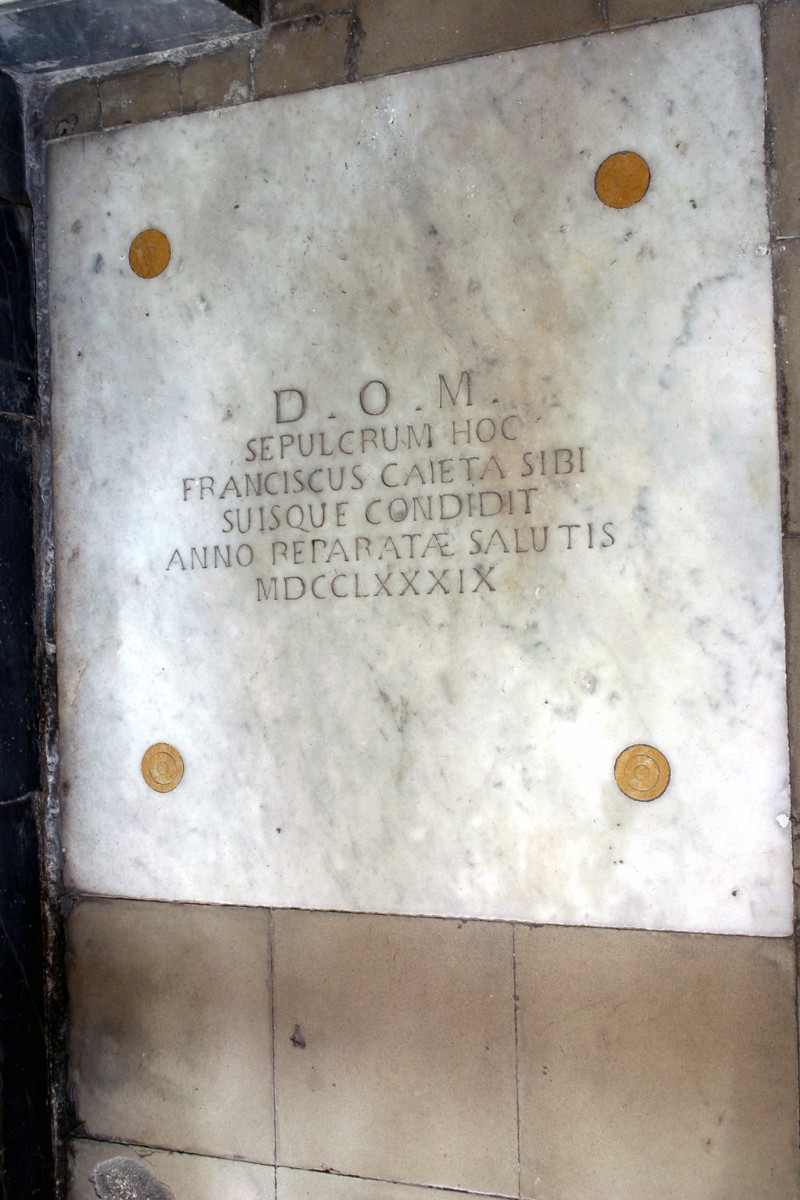 D . O . M .
SEPULCRUM HOC
FRANCISCUS CAIETA SIBI
SUISQUE CONDIDIT
ANNO REPARATÆ SALUTIS
MDCCLXXXIX